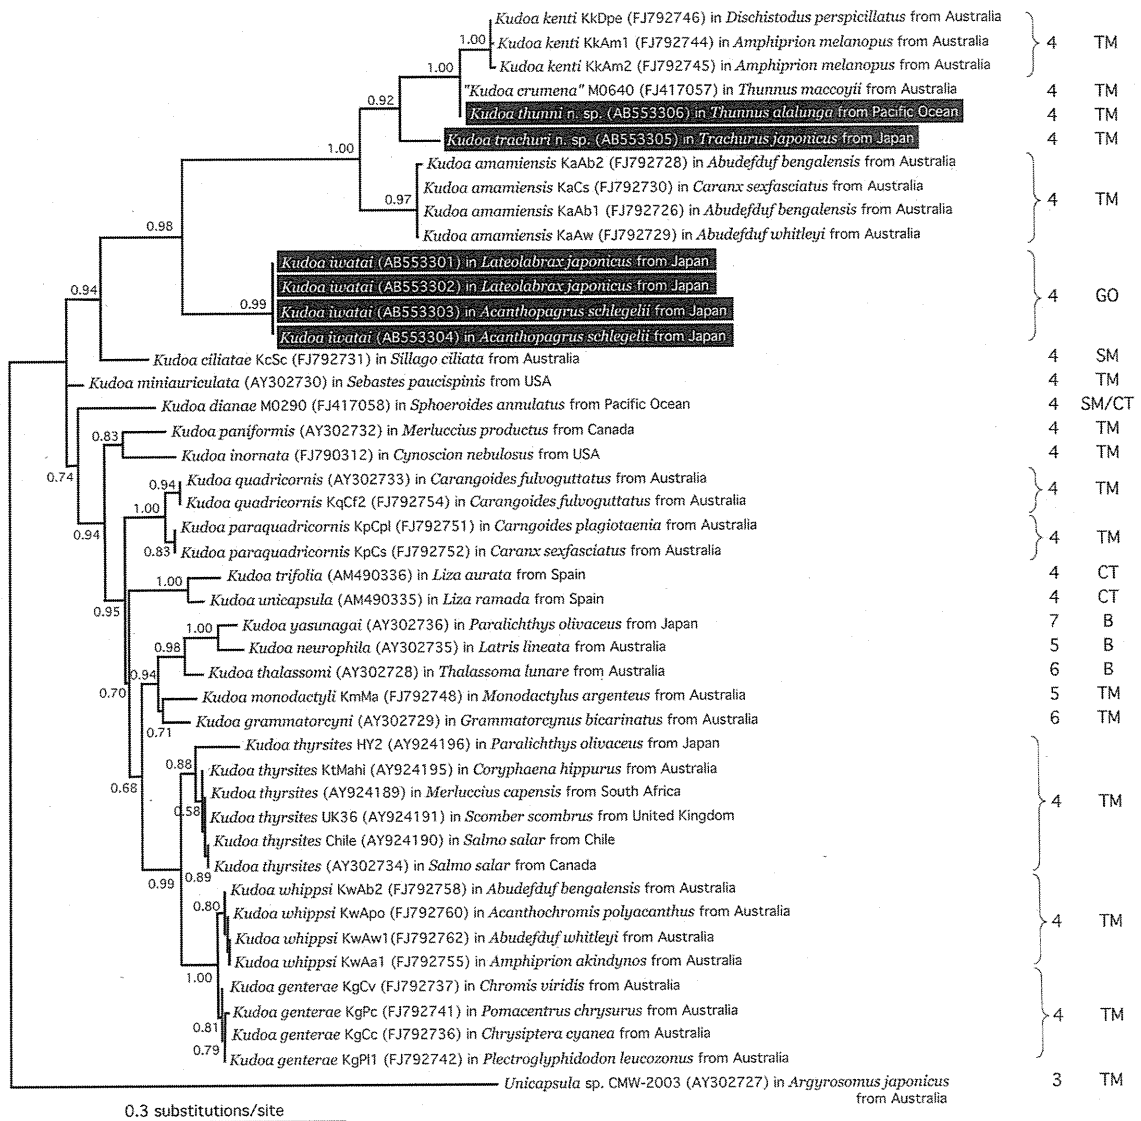 Kudoa kenti KkDpe (FJ792746) in Dischistodus perspicillatus from Australia
1.00
Kudoa kenti KkAm1 (FJ792744) in Amphiprion melanopus from Australia 4 TM
Kudoa kenti KkAm2 (FJ792745) in Amphiprion melanopus from Australia
1.00
"Kudoa crumena" M0640 (FJ417057) in Thunnus maccoyii from Australia 4 TM
0.92
Kudoa thunni n. sp. (AB553306) in Thunnus alalunga from Pacific Ocean 4 TM
Kudoa trachuri n. sp. (AB553305) in Trachurus japonicus from Japan 4 TM
1.00
Kudoa amamiensis KaAb2 (FJ792728) in Abudefduf bengalensis from Australia
Kudoa amamiensis KaCs (FJ792730) in Caranx sexfasciatus from Australia
0.97 4 TM
Kudoa amamiensis KaAb1 (FJ792726) in Abudefduf bengalensis from Australia
Kudoa amamiensis KaAw (FJ792729) in Abudefduf whitleyi from Australia
0.98
Kudoa iwatai (AB553301) in Lateolabrax japonicus from Japan
Kudoa iwatai (AB553302) in Lateolabrax japonicus from Japan
0.94 4 GO
0.99
Kudoa iwatai (AB553303) in Acanthopagrus schlegelii from Japan
Kudoa iwatai (AB553304) in Acanthopagrus schlegelii from Japan
Kudoa ciliatae KcSc (FJ792731) in Sillago ciliata from Australia 4 SM
Kudoa miniauriculata (AY302730) in Sebastes paucispinis from USA 4 TM
Kudoa dianae M0290 (FJ417058) in Sphoeroides annulatus from Pacific Ocean 4 SM/CT
0.83
Kudoa paniformis (AY302732) in Merluccius productus from Canada 4 TM
Kudoa inornata (FJ790312) in Cynoscion nebulosus from USA 4 TM
0.74
Kudoa quadricornis (AY302733) in Carangoides fulvoguttatus from Australia
0.94 4 TM
Kudoa quadricornis KqCf2 (FJ792754) in Carangoides fulvoguttatus from Australia
1.00
Kudoa paraquadricornis KpCpl (FJ792751) in Carngoides plagiotaenia from Australia
0.94 4 TM
0.83 Kudoa paraquadricornis KpCs (FJ792752) in Caranx sexfasciatus from Australia
Kudoa trifolia (AM490336) in Liza aurata from Spain 4 CT
1.00
Kudoa unicapsula (AM490335) in Liza ramada from Spain 4 CT
0.95
Kudoa yasunagai (AY302736) in Paralichthys olivaceus from Japan 7 B
1.00
Kudoa neurophila (AY302735) in Latris lineata from Australia 5 B
0.98
Kudoa thalassomi (AY302728) in Thalassoma lunare from Australia 6 B
0.94
0.70
Kudoa monodactyli KmMa (FJ792748) in Monodactylus argenteus from Australia 5 TM
Kudoa grammatorcyni (AY302729) in Grammatorcynus bicarinatus from Australia 6 TM
0.71
Kudoa thyrsites HY2 (AY924196) in Paralichthys olivaceus from Japan
0.88
Kudoa thyrsites KtMahi (AY924195) in Coryphaena hippurus from Australia
0.68
Kudoa thyrsites (AY924189) in Merluccius capensis from South Africa
4 TM
0.58
Kudoa thyrsites UK36 (AY924191) in Scomber scombrus from United Kingdom
Kudoa thyrsites Chile (AY924190) in Salmo salar from Chile
Kudoa thyrsites (AY302734) in Salmo salar from Canada
0.99 0.89
Kudoa whippsi KwAb2 (FJ792758) in Abudefduf bengalensis from Australia
0.80
Kudoa whippsi KwApo (FJ792760) in Acanthochromis polyacanthus from Australia
4 TM
Kudoa whippsi KwAw1(FJ792762) in Abudefduf whitleyi from Australia
Kudoa whippsi KwAa1 (FJ792755) in Amphiprion akindynos from Australia
1.00
Kudoa genterae KgCv (FJ792737) in Chromis viridis from Australia
Kudoa genterae KgPc (FJ792741) in Pomacentrus chrysurus from Australia
4 TM
0.81
Kudoa genterae KgCc (FJ792736) in Chrysiptera cyanea from Australia
0.79
Kudoa genterae KgPl1 (FJ792742) in Plectroglyphidodon leucozonus from Australia
Unicapsula sp. CMW-2003 (AY302727) in Argyrosomus japonicus 3 TM
from Australia
0.3 substitutions/site